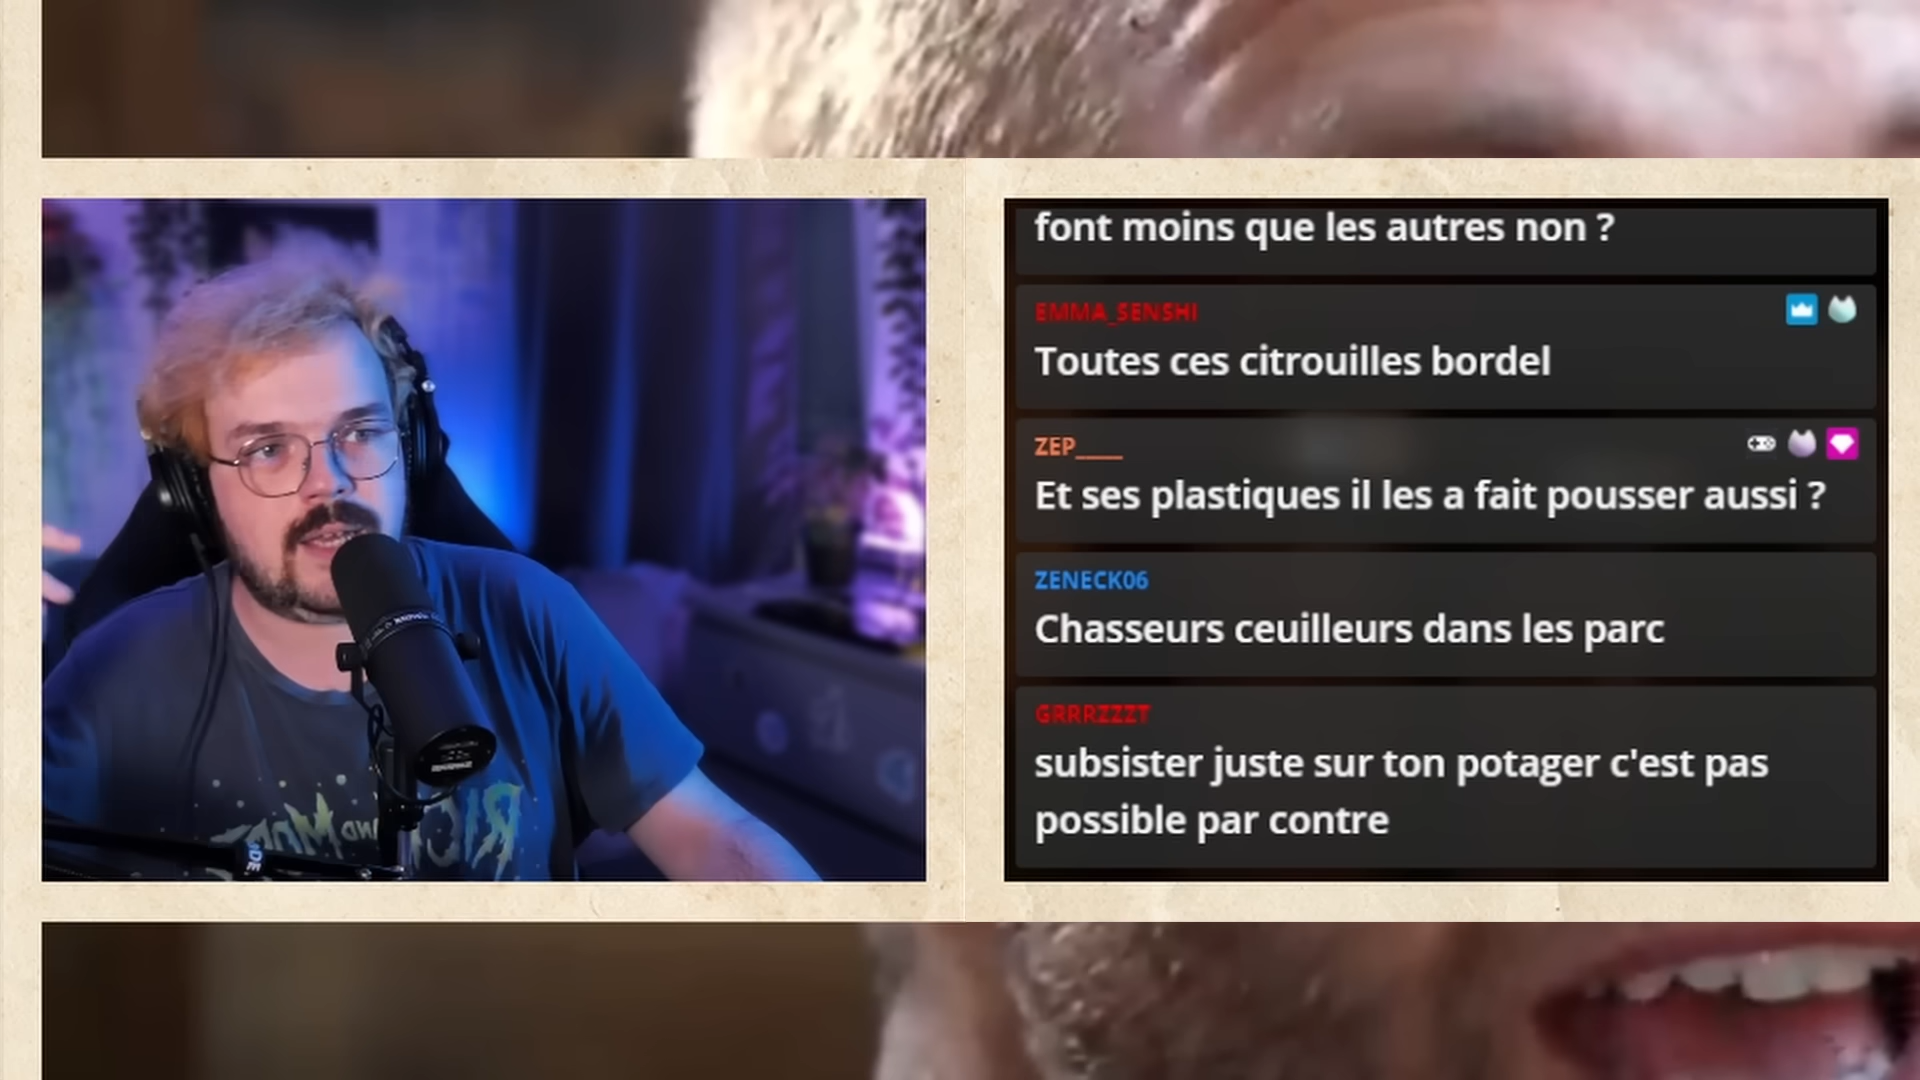 font moins que les autres non ?
EMMA_SENSHI
Toutes ces citrouilles bordel
ZEP____
Et ses plastiques il les a fait pousser aussi ?
ZENECK06
Chasseurs ceuilleurs dans les parc
GRRRZZZT
subsister juste sur ton potager c'est pas
possible par contre